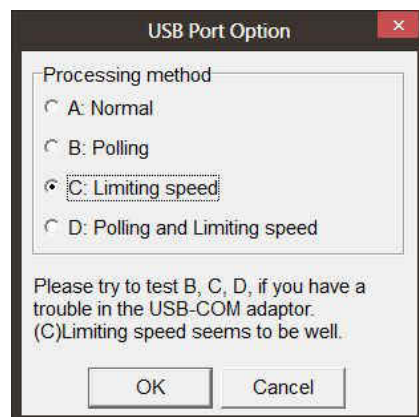 USB Port Option
Processing method
A: Normal
B: Polling
C: Limiting speed
D: Polling and Limiting speed
Please try to test B, C, D, if you have a
trouble in the USB-COM adaptor.
(C)Limiting speed seems to be well.
OK
Cancel